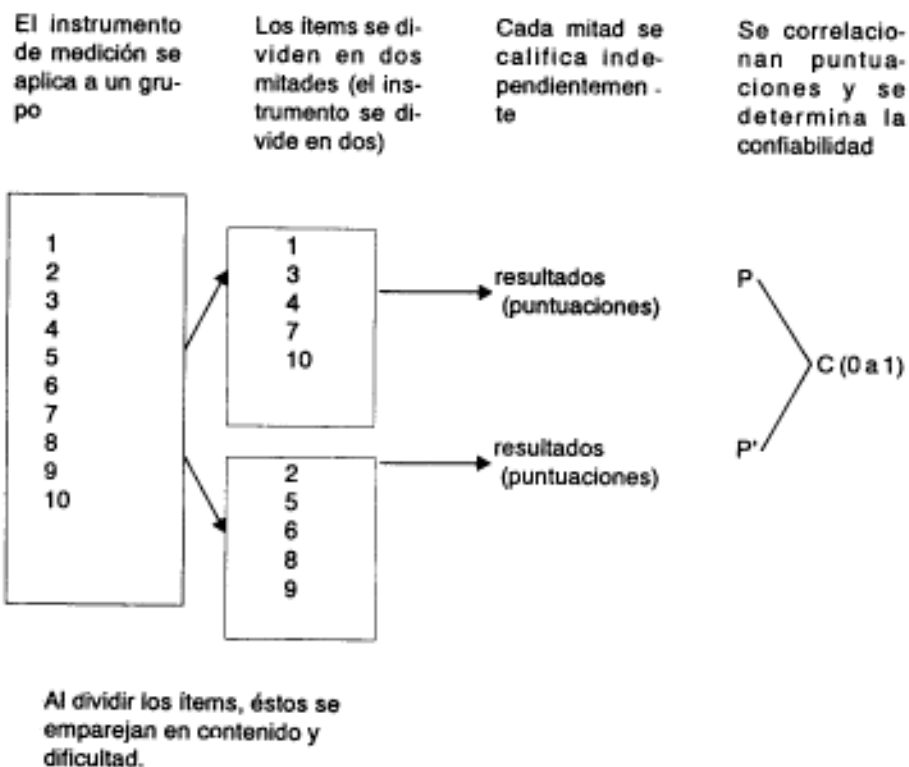 El instrumento
de medición se
aplica a un gru-
po
Los ítems se di-
viden en dos
mitades (el ins-
trumento se di-
vide en dos)
Cada mitad se
califica inde-
pendientemen -
te
Se correlacio-
nan puntua-
ciones y se
determina la
confiabilidad
1
2
3
4
5
6
7
8
9
10
1
3
4
7
10
resultados
(puntuaciones)
2
5
6
8
9
resultados
(puntuaciones)
P
C (0 a 1)
P'
Al dividir los ítems, éstos se
emparejan en contenido y
dificultad.